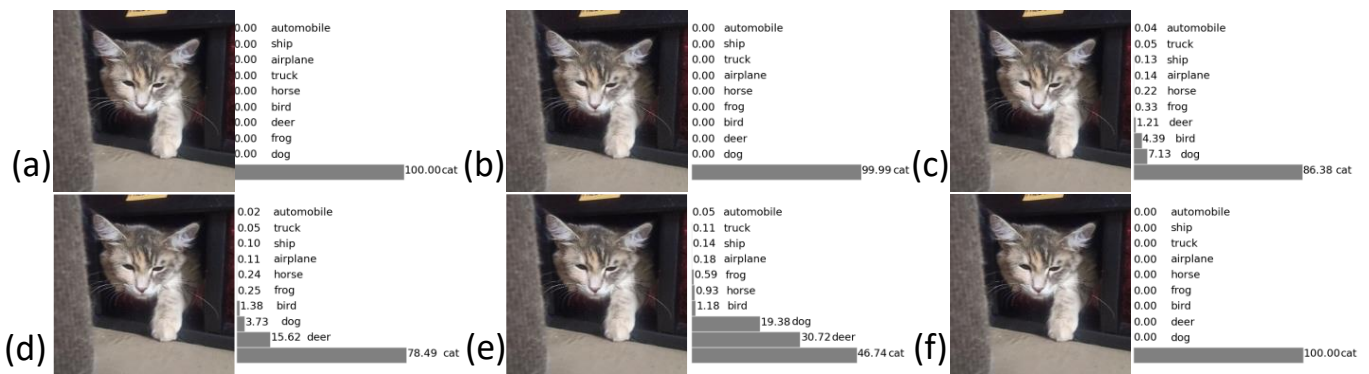 (a)
0.00 automobile
0.00 ship
0.00 airplane
0.00 truck
0.00 horse
0.00 bird
0.00 deer
0.00 frog
0.00 dog
100.00 cat
(b)
0.00 automobile
0.00 ship
0.00 truck
0.00 airplane
0.00 horse
0.00 frog
0.00 bird
0.00 deer
0.00 dog
99.99 cat
(c)
0.04 automobile
0.05 truck
0.13 ship
0.14 airplane
0.22 horse
0.33 frog
1.21 deer
4.39 bird
7.13 dog
86.38 cat
(d)
0.02 automobile
0.05 truck
0.10 ship
0.11 airplane
0.24 horse
0.25 frog
1.38 bird
3.73 dog
15.62 deer
78.49 cat
(e)
0.05 automobile
0.11 truck
0.14 ship
0.18 airplane
0.59 frog
0.93 horse
1.18 bird
19.38 dog
30.72 deer
46.74 cat
(f)
0.00 automobile
0.00 ship
0.00 truck
0.00 airplane
0.00 horse
0.00 frog
0.00 bird
0.00 deer
0.00 dog
100.00 cat